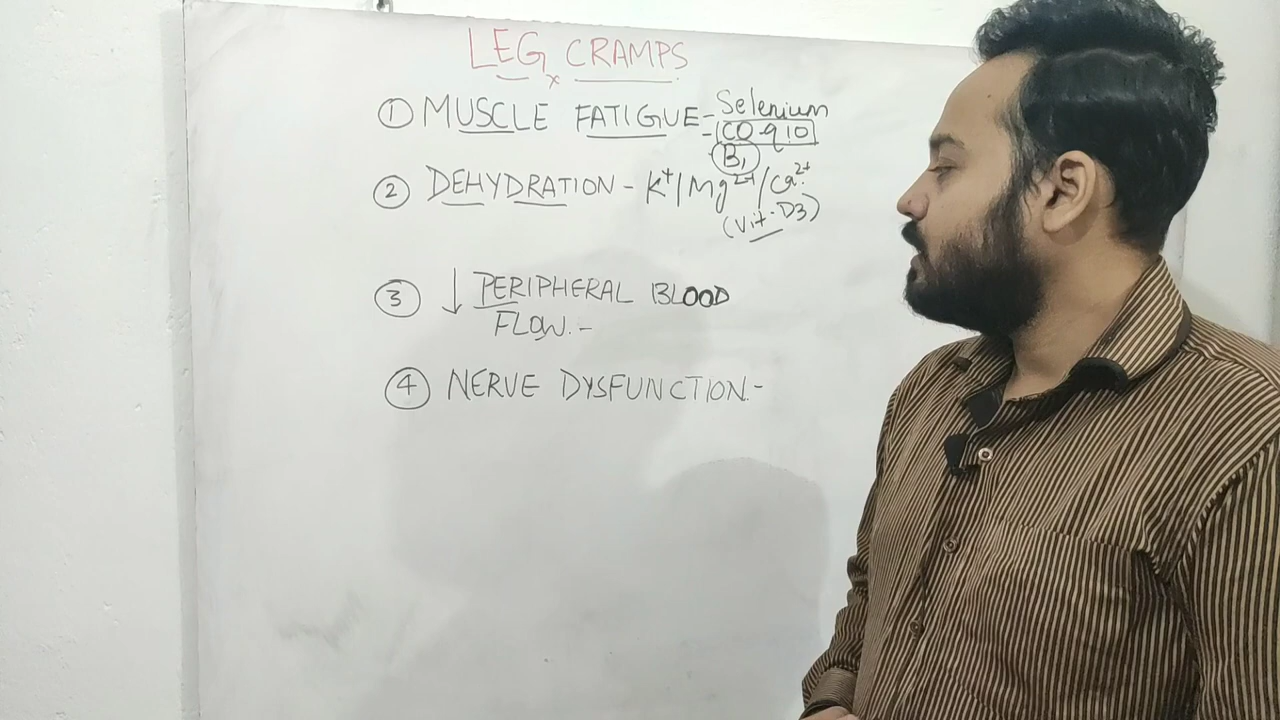 LEG CRAMPS
① MUSCLE FATIGUE - Selenium
- CO q 10
B₁
② DEHYDRATION - K⁺/Mg²⁺/Ca²⁺
(Vit-D3)
③ ↓ PERIPHERAL BLOOD
FLOW.-
④ NERVE DYSFUNCTION.-